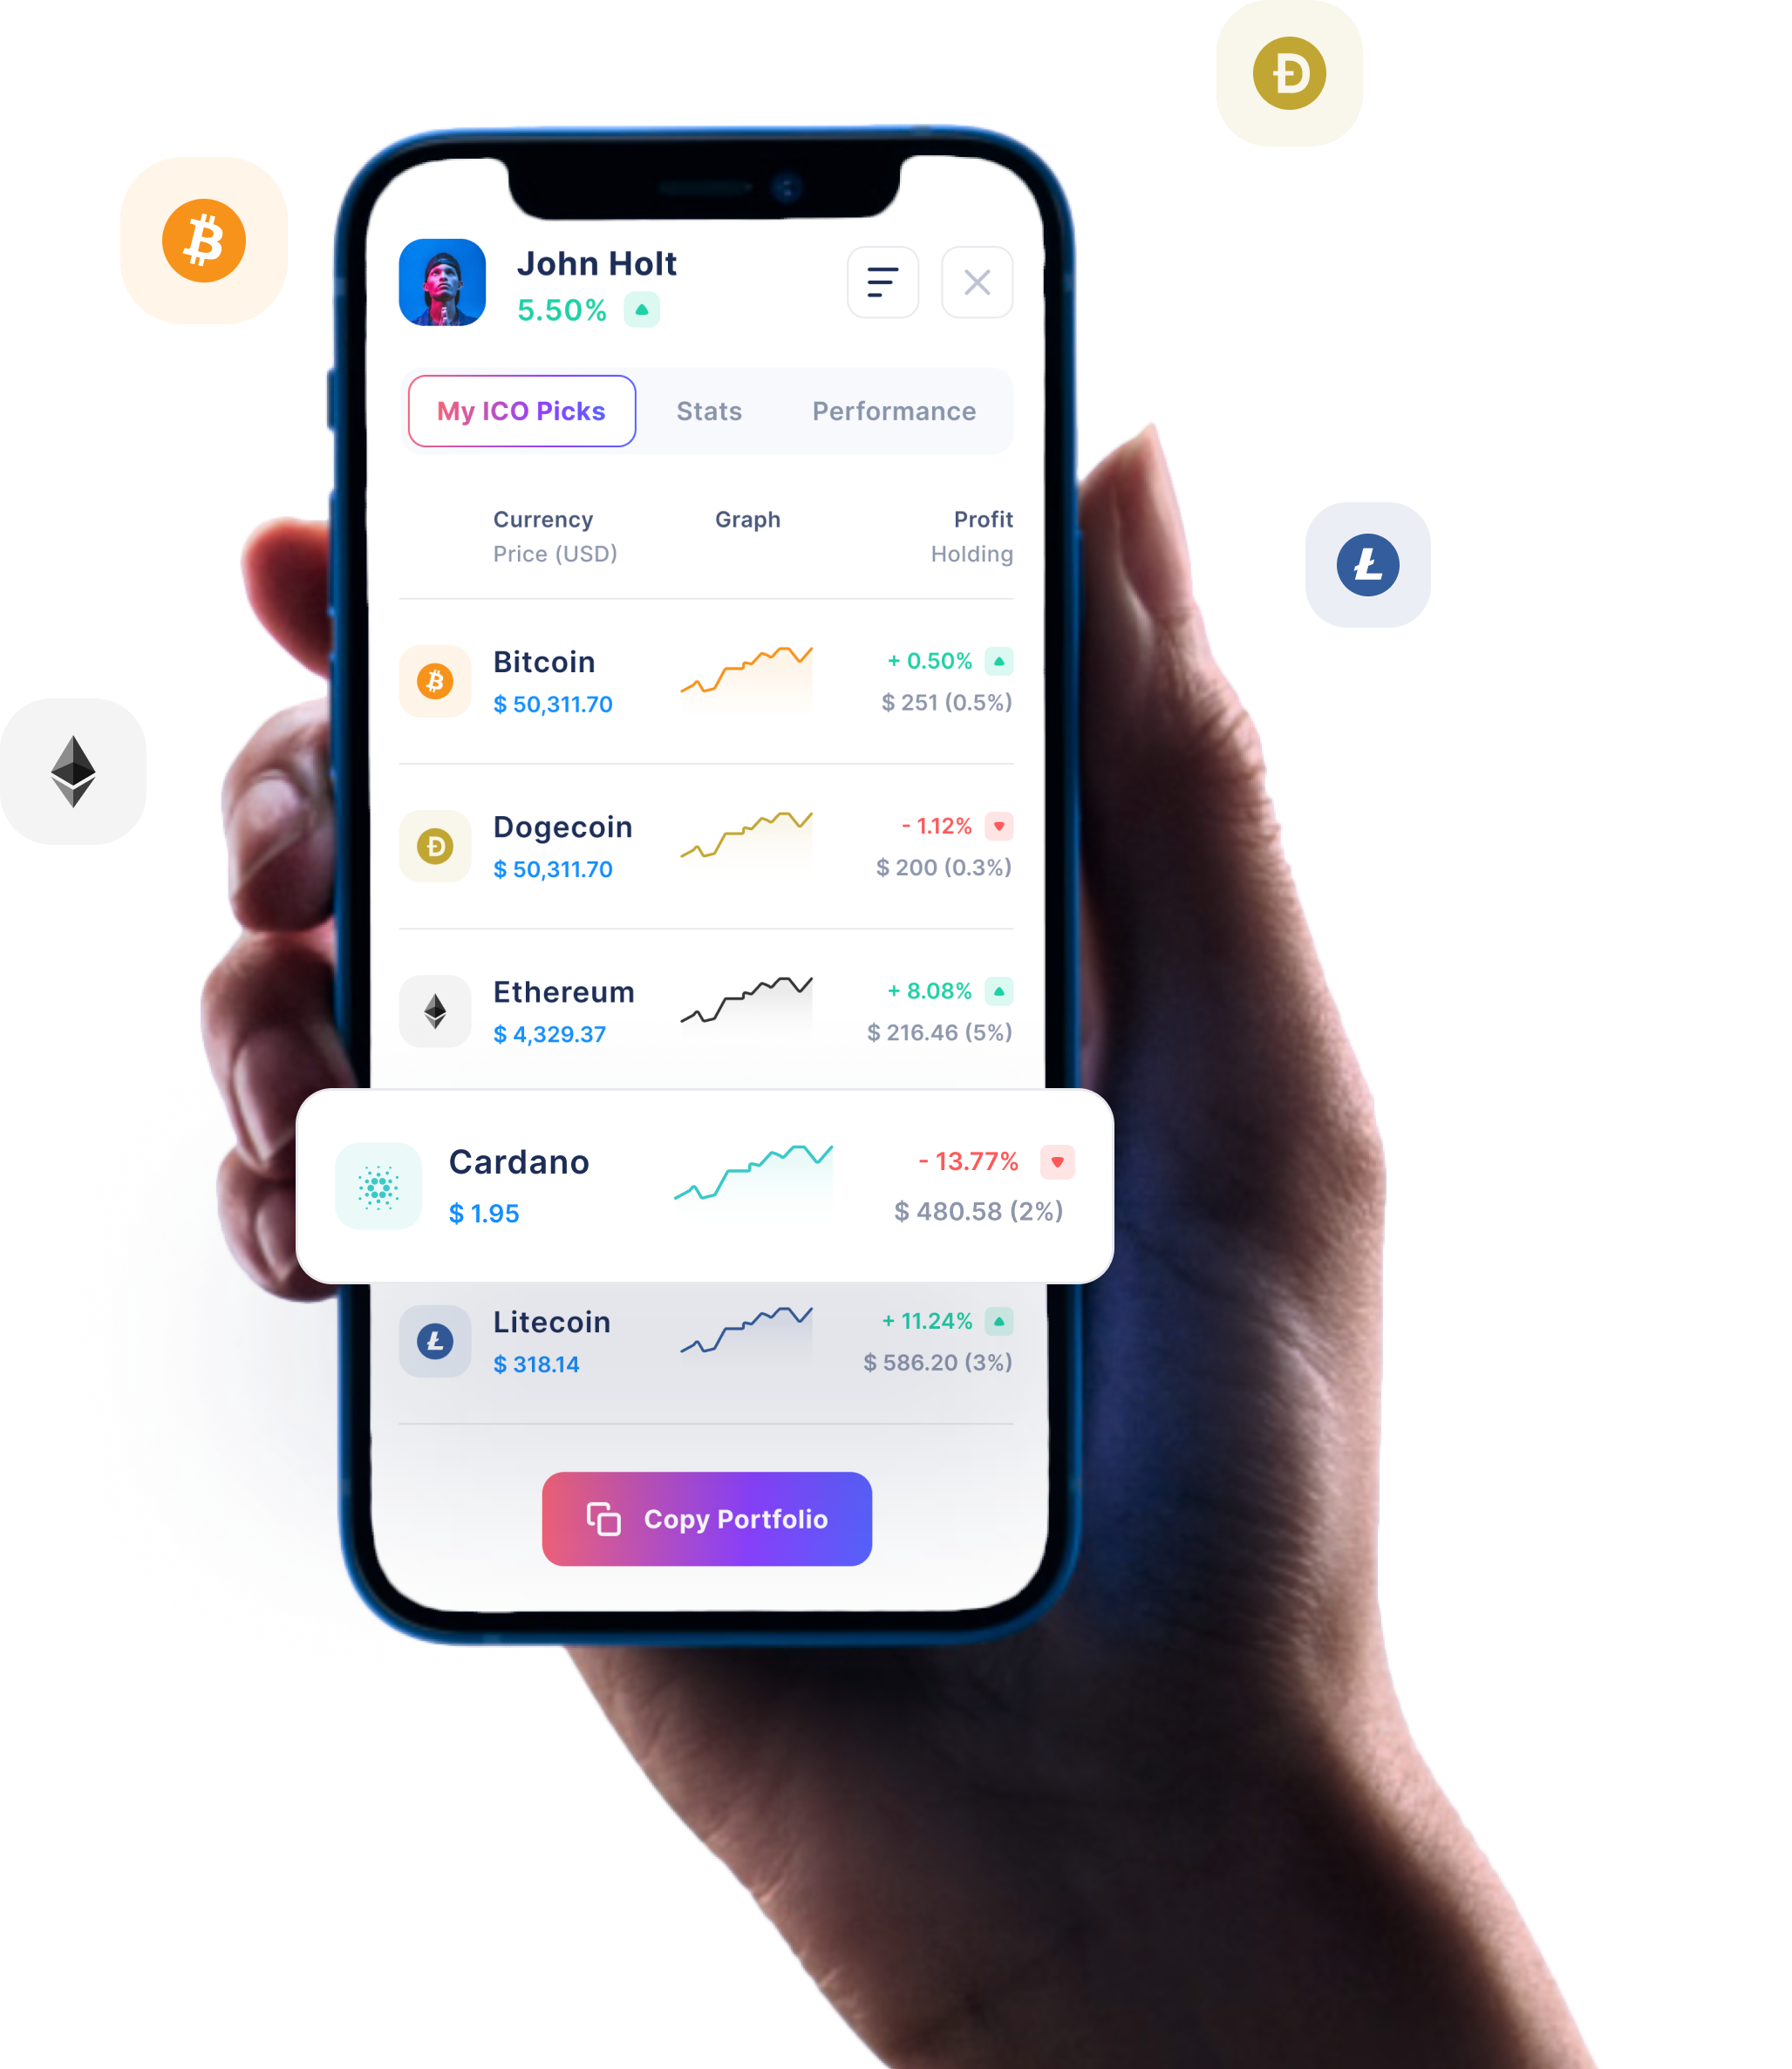 John Holt
5.50%
My ICO Picks Stats Performance
Currency Graph Profit
Price (USD) Holding
Bitcoin + 0.50%
$ 50,311.70 $ 251 (0.5%)
Dogecoin - 1.12%
$ 50,311.70 $ 200 (0.3%)
Ethereum + 8.08%
$ 4,329.37 $ 216.46 (5%)
Cardano - 13.77%
$ 1.95 $ 480.58 (2%)
Litecoin + 11.24%
$ 318.14 $ 586.20 (3%)
Copy Portfolio